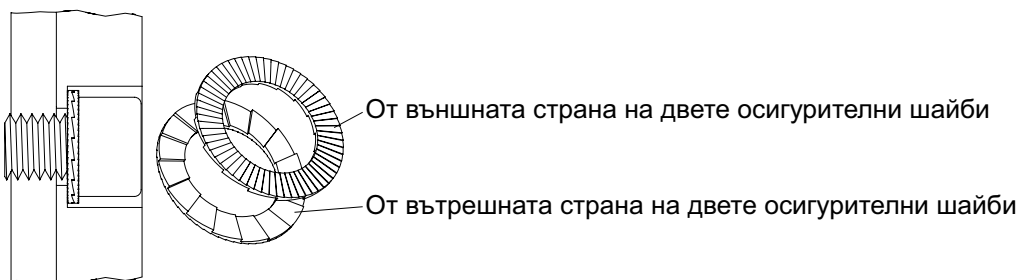 От външната страна на двете осигурителни шайби
От вътрешната страна на двете осигурителни шайби